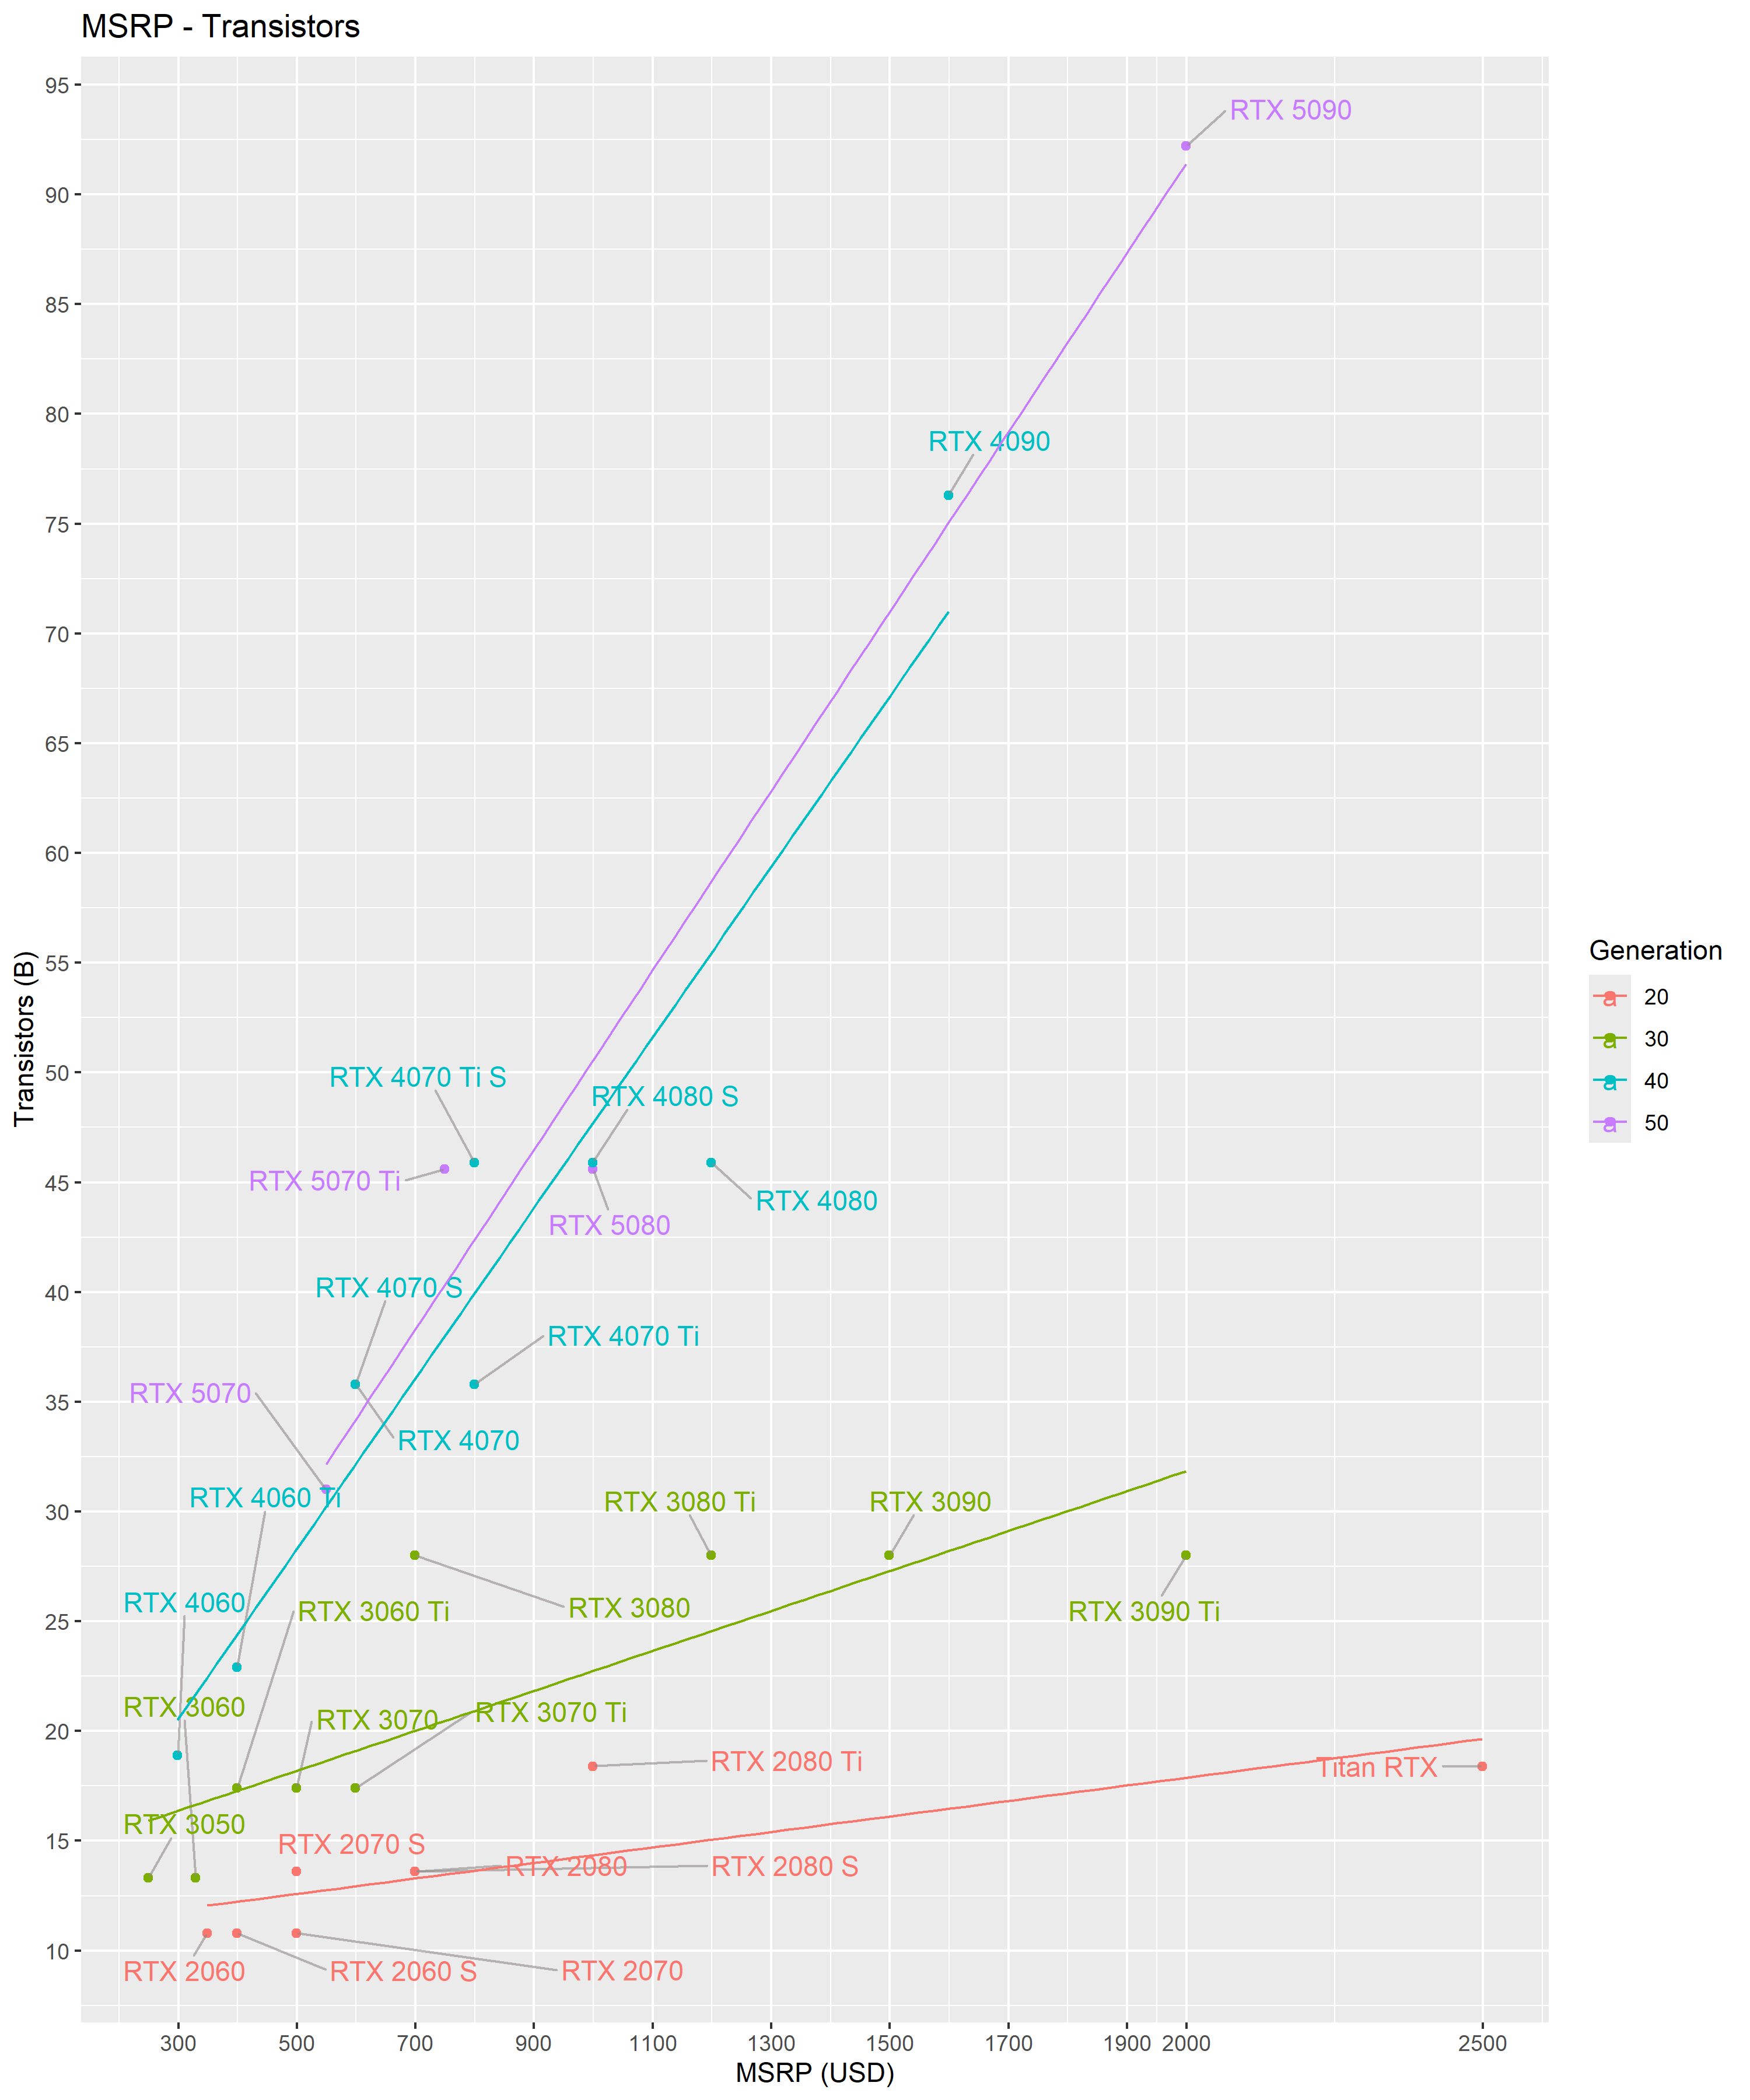 MSRP - Transistors
95
90
85
80
75
70
65
60
55
50
45
40
35
30
25
20
15
10
Transistors (B)
RTX 5090
RTX 4090
RTX 4070 Ti S
RTX 4080 S
RTX 5070 Ti
RTX 4080
RTX 5080
RTX 4070 S
RTX 4070 Ti
RTX 5070
RTX 4070
RTX 4060 Ti
RTX 3080 Ti
RTX 3090
RTX 4060
RTX 3060 Ti
RTX 3080
RTX 3090 Ti
RTX 3060
RTX 3070
RTX 3070 Ti
RTX 2080 Ti
Titan RTX
RTX 3050
RTX 2070 S
RTX 2080
RTX 2080 S
RTX 2060
RTX 2060 S
RTX 2070
300
500
700
900
1100
1300
1500
1700
1900
2000
2500
MSRP (USD)
Generation
a 20
a 30
a 40
a 50